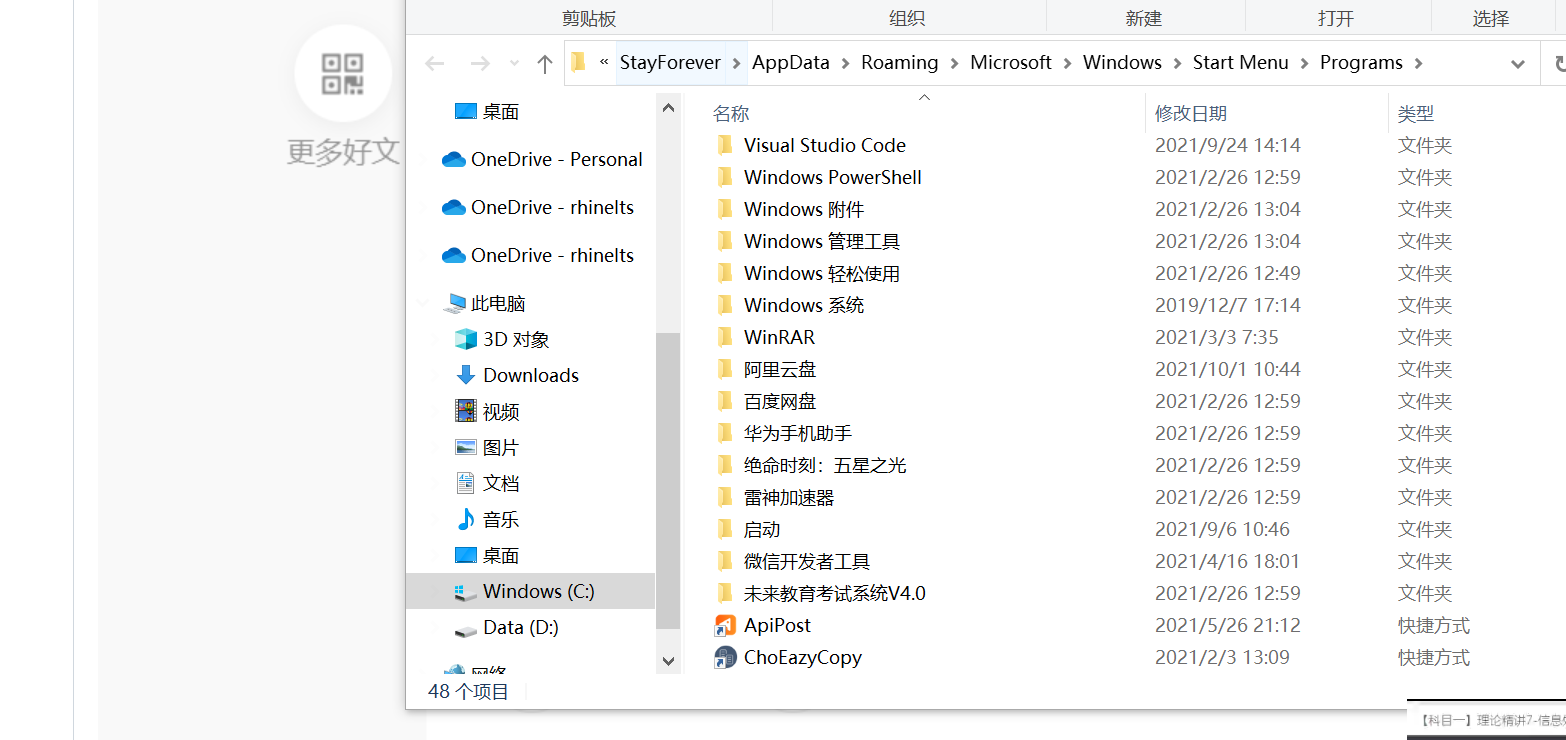 剪贴板 组织 新建 打开 选择
« StayForever > AppData > Roaming > Microsoft > Windows > Start Menu > Programs >
更多好文
桌面
OneDrive - Personal
OneDrive - rhinelts
OneDrive - rhinelts
此电脑
3D 对象
Downloads
视频
图片
文档
音乐
桌面
Windows (C:)
Data (D:)
网络
名称 修改日期 类型
Visual Studio Code 2021/9/24 14:14 文件夹
Windows PowerShell 2021/2/26 12:59 文件夹
Windows 附件 2021/2/26 13:04 文件夹
Windows 管理工具 2021/2/26 13:04 文件夹
Windows 轻松使用 2021/2/26 12:49 文件夹
Windows 系统 2019/12/7 17:14 文件夹
WinRAR 2021/3/3 7:35 文件夹
阿里云盘 2021/10/1 10:44 文件夹
百度网盘 2021/2/26 12:59 文件夹
华为手机助手 2021/2/26 12:59 文件夹
绝命时刻：五星之光 2021/2/26 12:59 文件夹
雷神加速器 2021/2/26 12:59 文件夹
启动 2021/9/6 10:46 文件夹
微信开发者工具 2021/4/16 18:01 文件夹
未来教育考试系统V4.0 2021/2/26 12:59 文件夹
ApiPost 2021/5/26 21:12 快捷方式
ChoEazyCopy 2021/2/3 13:09 快捷方式
48 个项目
【科目一】理论精讲7-信息